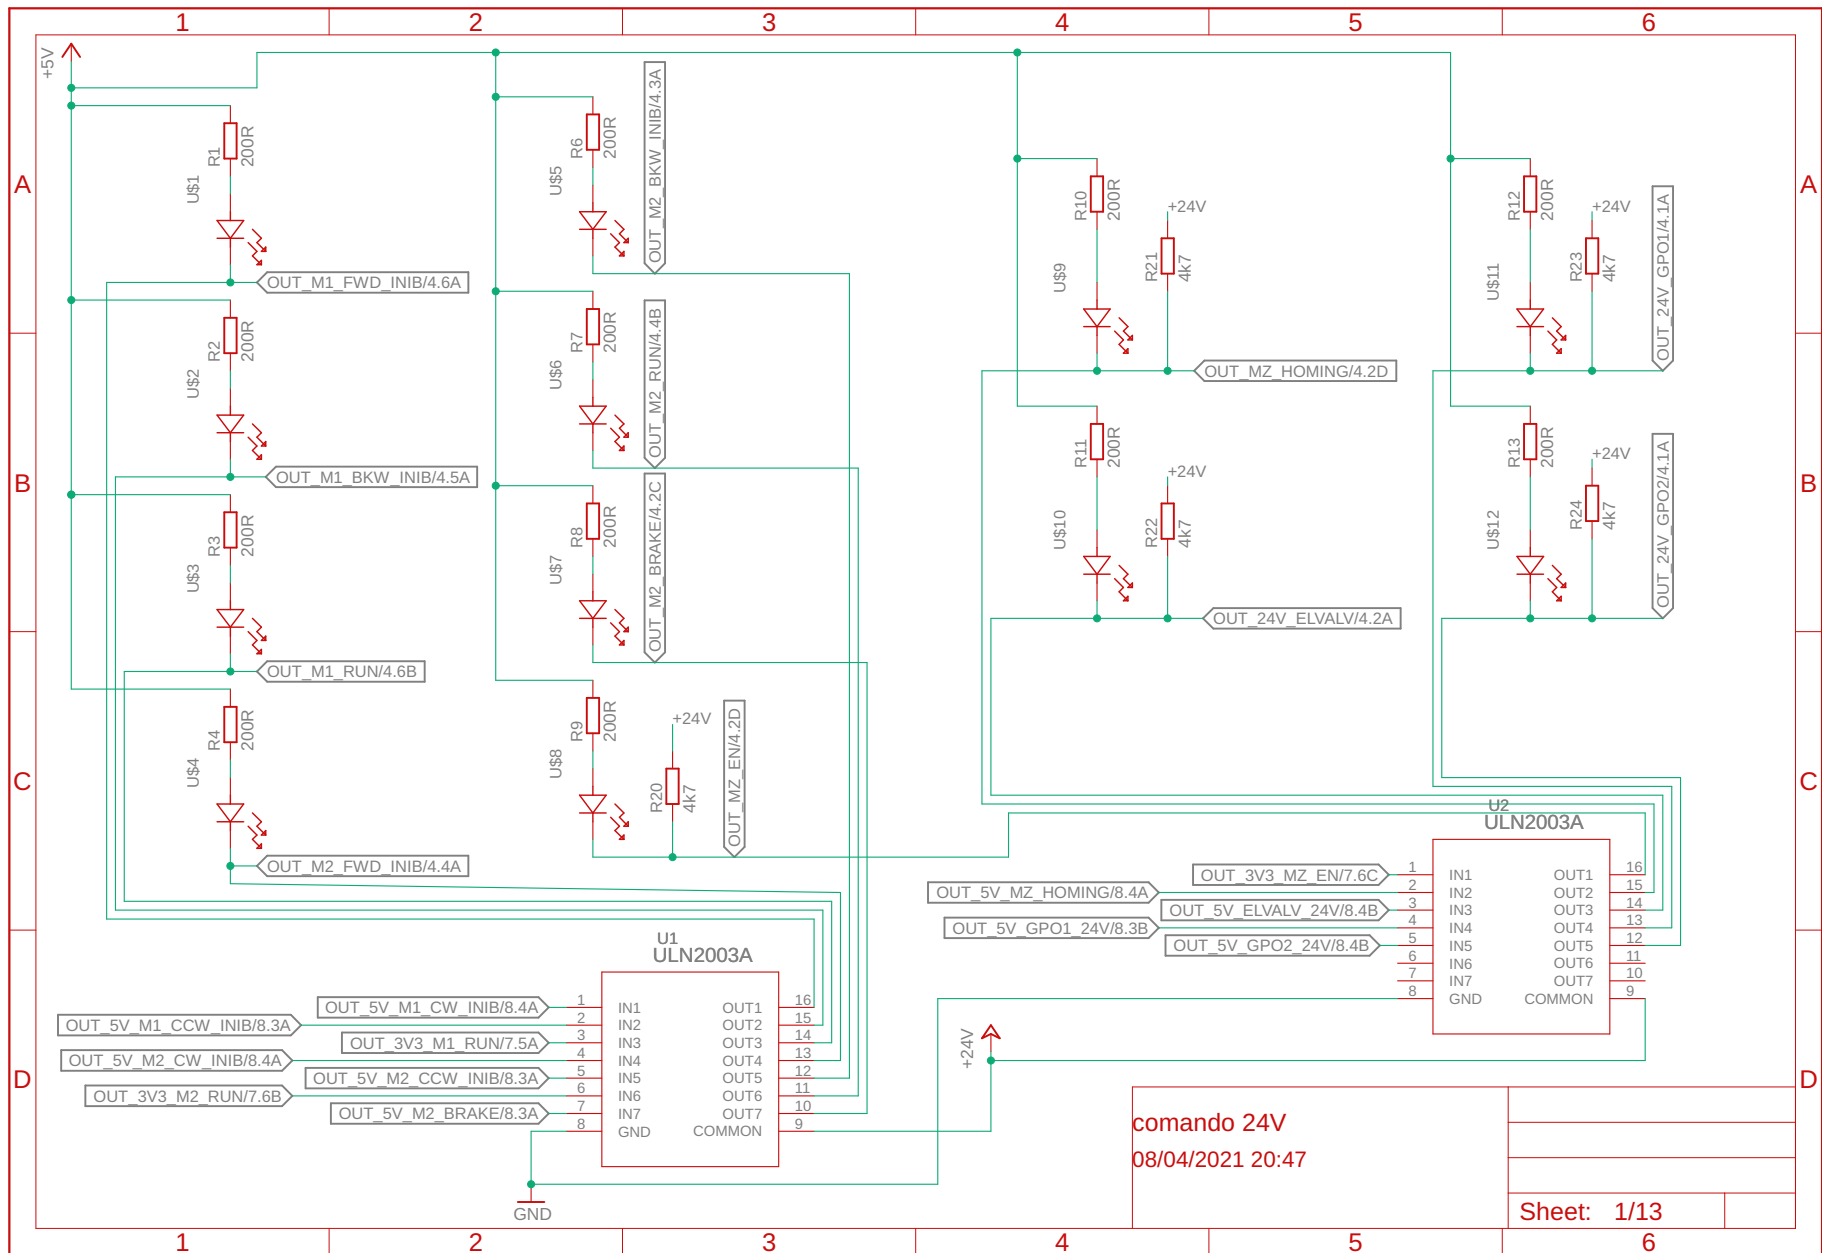 1 2 3 4 5 6
A
B
C
D
A
B
C
D
1 2 3 4 5 6
+5V
R1
200R
U$1
OUT_M1_FWD_INIB/4.6A
R2
200R
U$2
OUT_M1_BKW_INIB/4.5A
R3
200R
U$3
OUT_M1_RUN/4.6B
R4
200R
U$4
OUT_M2_FWD_INIB/4.4A
R6
200R
U$5
OUT_M2_BKW_INIB/4.3A
R7
200R
U$6
OUT_M2_RUN/4.4B
R8
200R
U$7
OUT_M2_BRAKE/4.2C
R9
200R
U$8
+24V
R20
4k7
OUT_MZ_EN/4.2D
R10
200R
U$9
+24V
R21
4k7
OUT_MZ_HOMING/4.2D
R11
200R
U$10
+24V
R22
4k7
OUT_24V_ELVALV/4.2A
R12
200R
U$11
+24V
R23
4k7
OUT_24V_GPO1/4.1A
R13
200R
U$12
+24V
R24
4k7
OUT_24V_GPO2/4.1A
U2
ULN2003A
OUT_3V3_MZ_EN/7.6C 1 IN1 OUT1 16
OUT_5V_MZ_HOMING/8.4A 2 IN2 OUT2 15
OUT_5V_ELVALV_24V/8.4B 3 IN3 OUT3 14
OUT_5V_GPO1_24V/8.3B 4 IN4 OUT4 13
OUT_5V_GPO2_24V/8.4B 5 IN5 OUT5 12
6 IN6 OUT6 11
7 IN7 OUT7 10
8 GND COMMON 9
U1
ULN2003A
OUT_5V_M1_CW_INIB/8.4A 1 IN1 OUT1 16
OUT_5V_M1_CCW_INIB/8.3A 2 IN2 OUT2 15
OUT_3V3_M1_RUN/7.5A 3 IN3 OUT3 14
OUT_5V_M2_CW_INIB/8.4A 4 IN4 OUT4 13
OUT_5V_M2_CCW_INIB/8.3A 5 IN5 OUT5 12
OUT_3V3_M2_RUN/7.6B 6 IN6 OUT6 11
OUT_5V_M2_BRAKE/8.3A 7 IN7 OUT7 10
8 GND COMMON 9
+24V
GND
comando 24V
08/04/2021 20:47
Sheet: 1/13